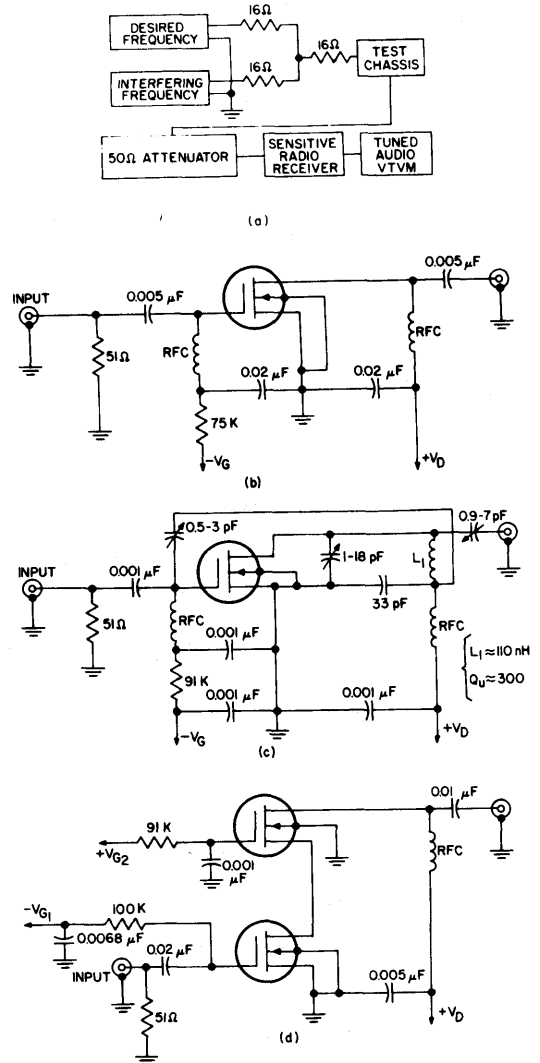 16Ω
DESIRED
FREQUENCY
16Ω
16Ω
TEST
CHASSIS
INTERFERING
FREQUENCY
50Ω ATTENUATOR
SENSITIVE
RADIO
RECEIVER
TUNED
AUDIO
VTVM
(a)
0.005 μF
INPUT
0.005 μF
51Ω
RFC
RFC
0.02 μF
0.02 μF
75 K
-VG
+VD
(b)
0.5-3 pF
0.9-7 pF
1-18 pF
L1
INPUT
0.001 μF
33 pF
51Ω
RFC
0.001 μF
RFC
L1≈110 nH
QU≈300
91 K
0.001 μF
0.001 μF
-VG
+VD
(c)
0.01 μF
91 K
+VG2
0.001
μF
RFC
-VG1
100K
0.0068 μF
0.02 μF
INPUT
51Ω
0.005 μF
+VD
(d)